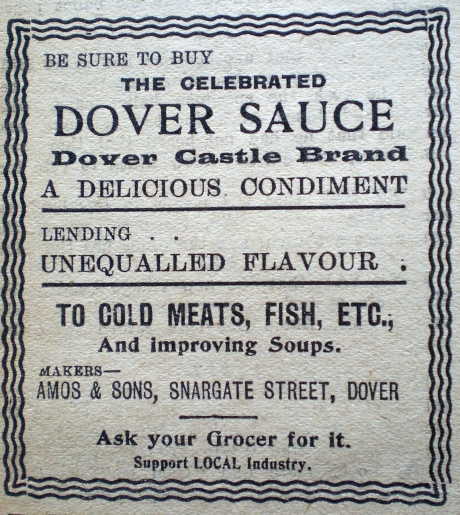 BE SURE TO BUY
THE CELEBRATED
DOVER SAUCE
Dover Castle Brand
A DELICIOUS CONDIMENT
LENDING . .
UNEQUALLED FLAVOUR .
TO COLD MEATS, FISH, ETC.,
And improving Soups.
MAKERS—
AMOS & SONS, SNARGATE STREET, DOVER
Ask your Grocer for it.
Support LOCAL Industry.